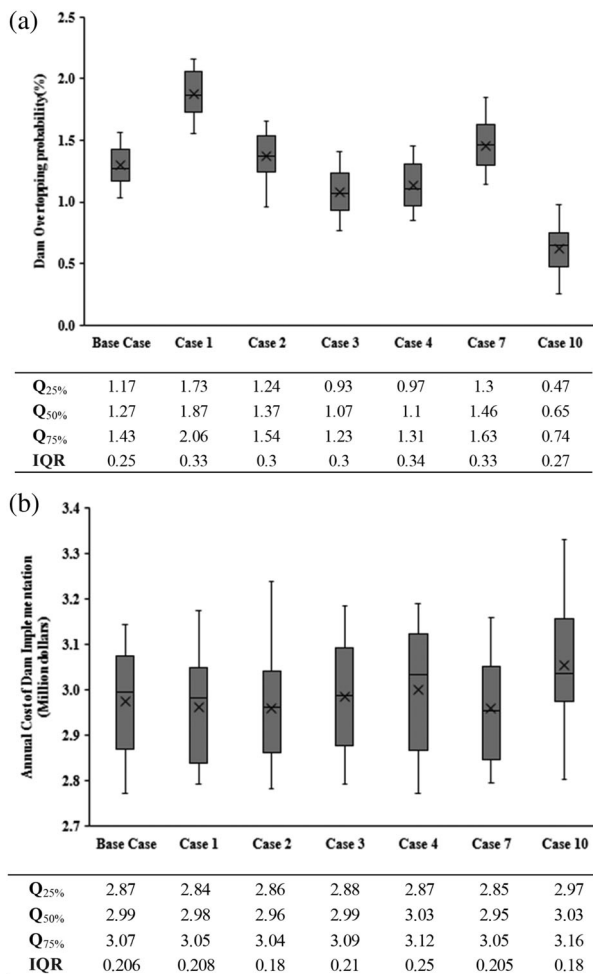 (a)
Dam Overtopping probability(%)
2.5
2.0
1.5
1.0
0.5
0.0
Base Case Case 1 Case 2 Case 3 Case 4 Case 7 Case 10
Q25% 1.17 1.73 1.24 0.93 0.97 1.3 0.47
Q50% 1.27 1.87 1.37 1.07 1.1 1.46 0.65
Q75% 1.43 2.06 1.54 1.23 1.31 1.63 0.74
IQR 0.25 0.33 0.3 0.3 0.34 0.33 0.27
(b)
Annual Cost of Dam Implementation
(Million dollars)
3.4
3.3
3.2
3.1
3.0
2.9
2.8
2.7
Base Case Case 1 Case 2 Case 3 Case 4 Case 7 Case 10
Q25% 2.87 2.84 2.86 2.88 2.87 2.85 2.97
Q50% 2.99 2.98 2.96 2.99 3.03 2.95 3.03
Q75% 3.07 3.05 3.04 3.09 3.12 3.05 3.16
IQR 0.206 0.208 0.18 0.21 0.25 0.205 0.18